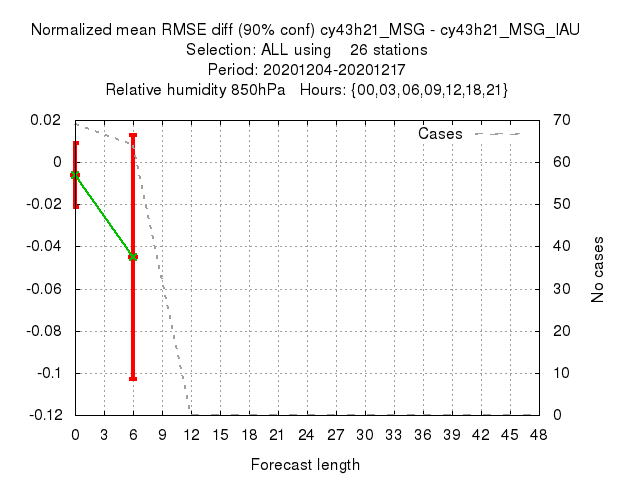 Normalized mean RMSE diff (90% conf) cy43h21_MSG - cy43h21_MSG_IAU
Selection: ALL using    26 stations
Period: 20201204-20201217
Relative humidity 850hPa   Hours: {00,03,06,09,12,18,21}
Cases
0.02
0
-0.02
-0.04
-0.06
-0.08
-0.1
-0.12
70
60
50
40
30
20
10
0
No cases
0 3 6 9 12 15 18 21 24 27 30 33 36 39 42 45 48
Forecast length